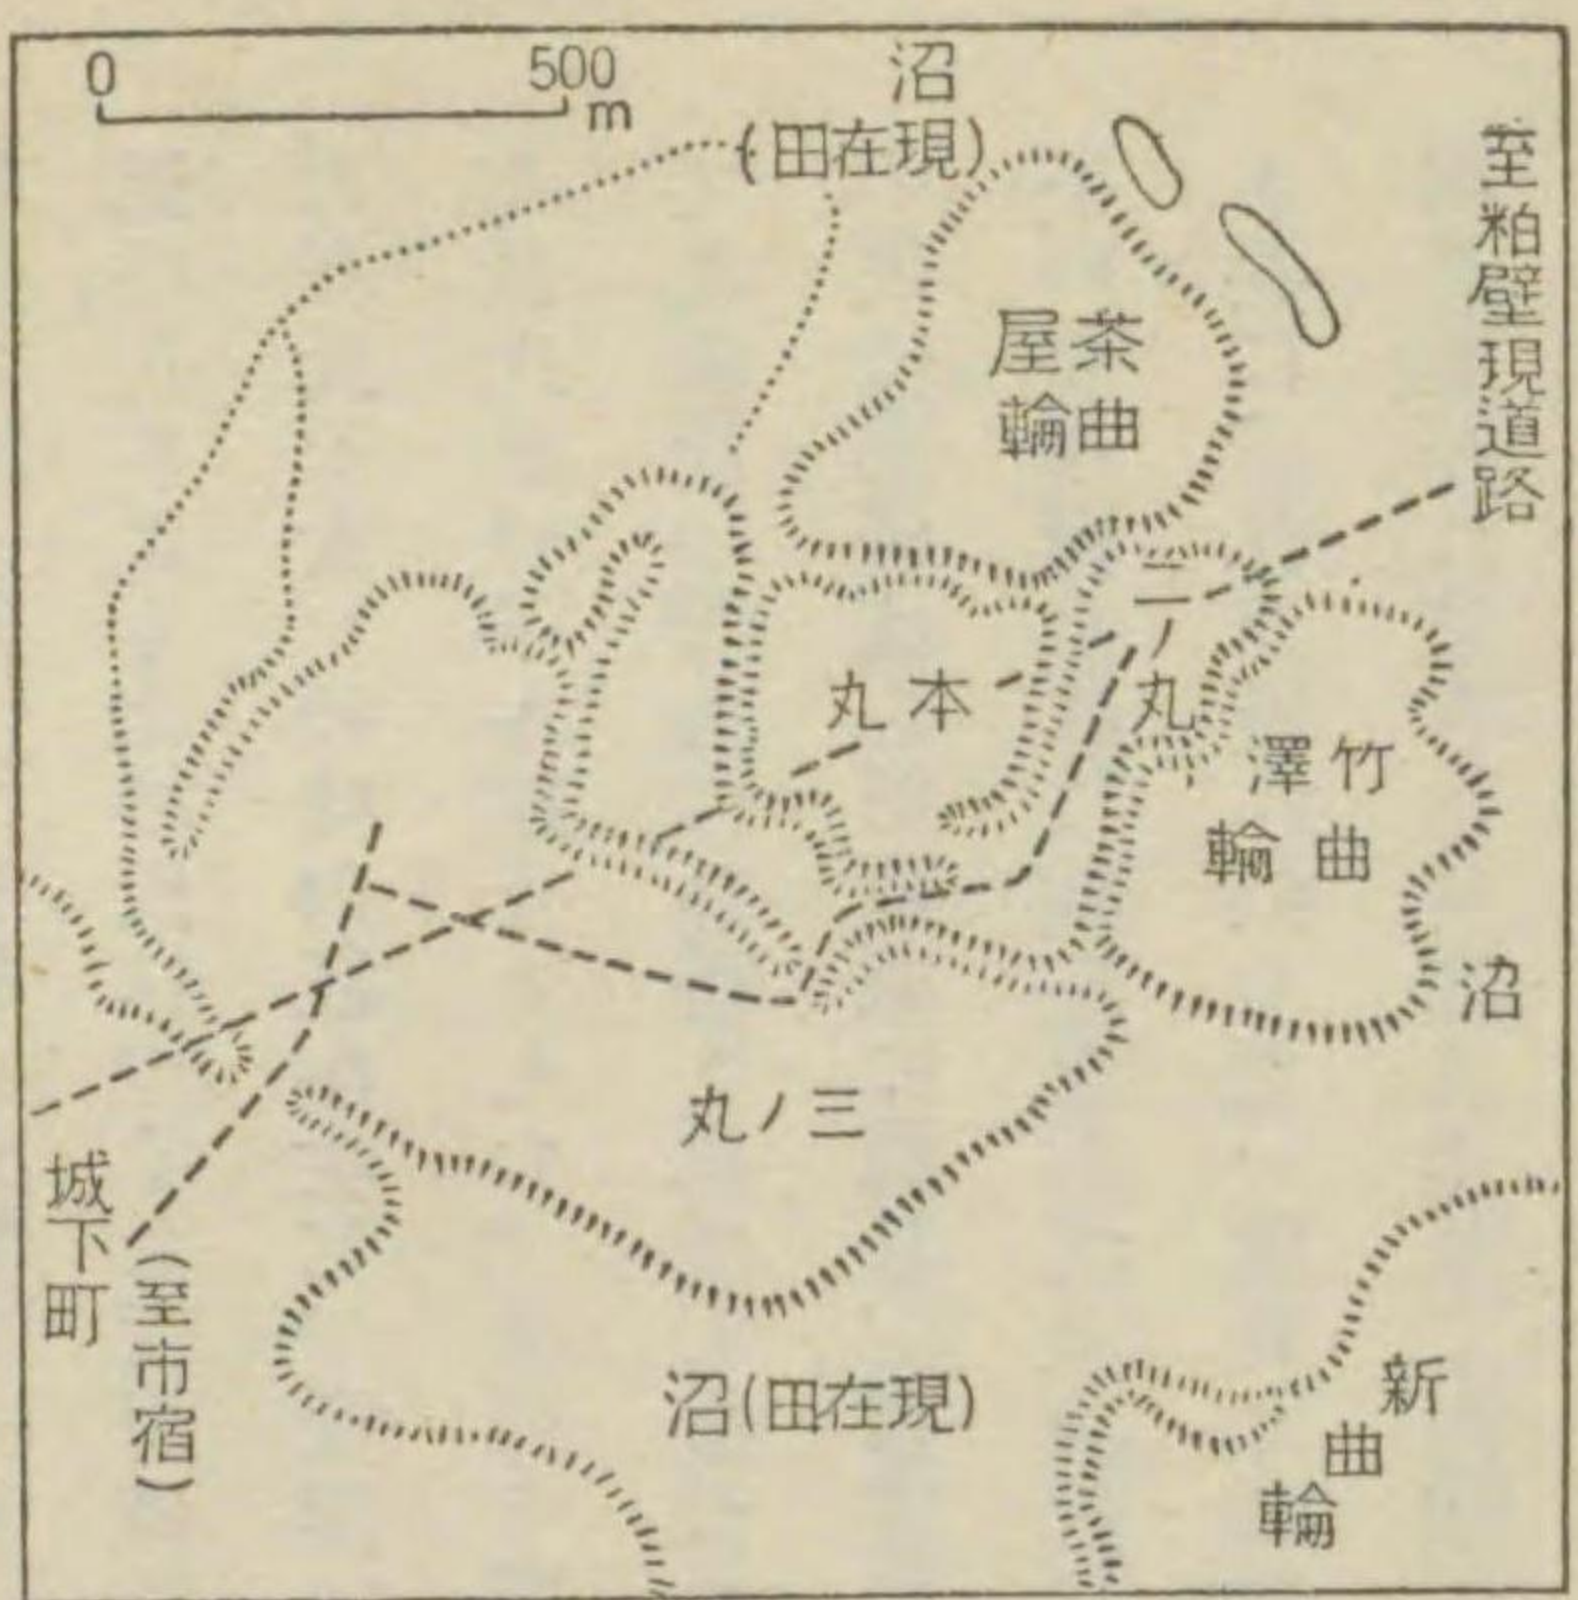 0 500
m
沼
(現在田)
至粕壁現道路
茶屋
曲輪
二ノ丸
本丸
竹澤
曲輪
沼
三ノ丸
城下町
(至市宿)
沼(現在田)
新曲輪